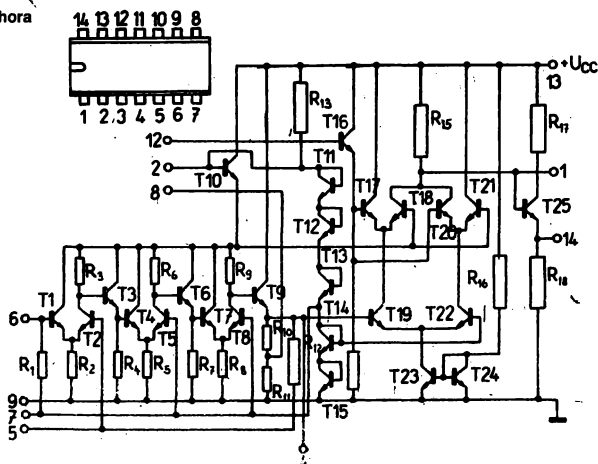 hora
14 13 12 11 10 9 8
1 2 3 4 5 6 7
+UCC
13
R13
T16
R15
R17
12
T11
2
1
T10
8
T17
T18
T21
T25
T12
T20
14
T13
R3
R6
R9
R16
R18
T1
T3
T6
T9
T14
6
T4
T7
T19
T22
T2
T5
T8
R10
R12
R1
R2
R4
R5
R7
R8
R11
T23
T24
9
T15
3
7
5